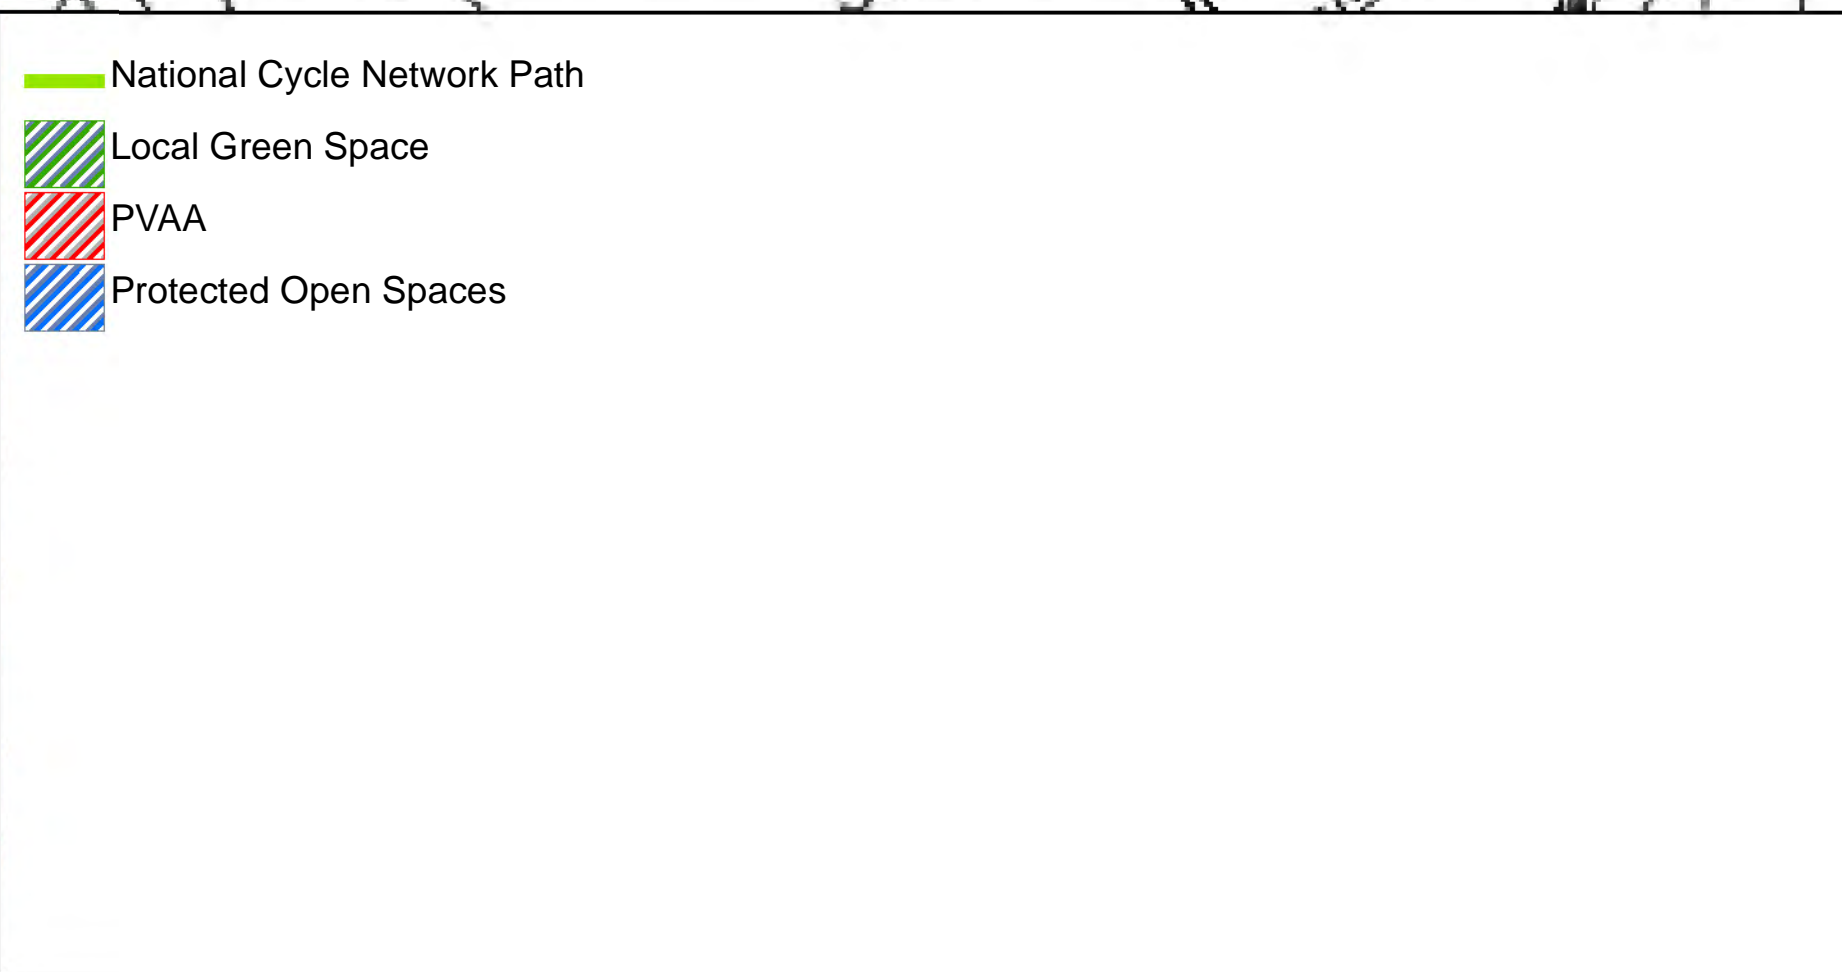 National Cycle Network Path
Local Green Space
PVAA
Protected Open Spaces